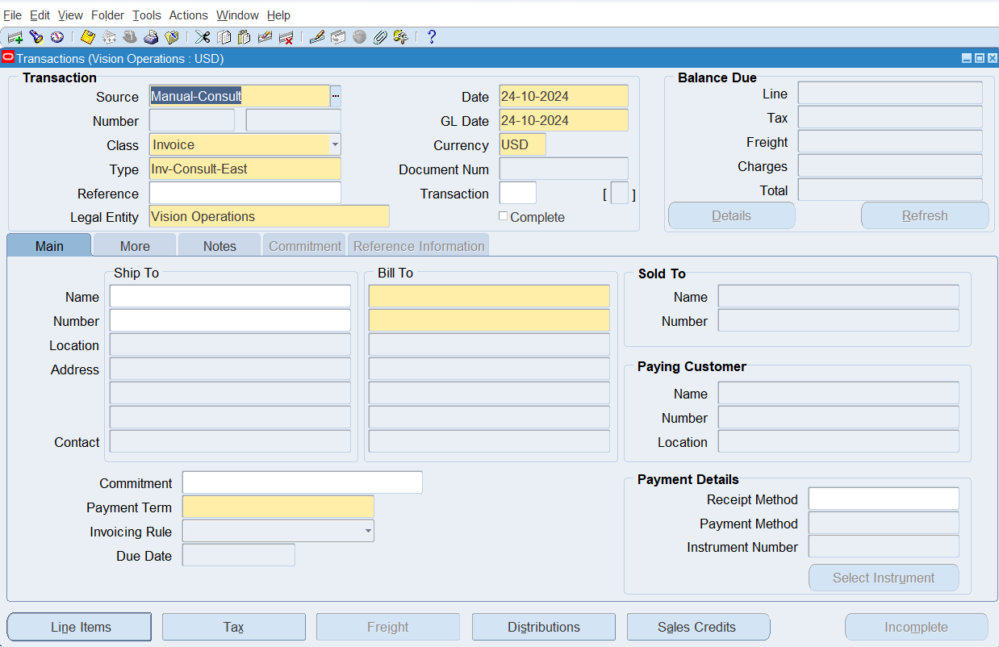 File Edit View Folder Tools Actions Window Help
Transactions (Vision Operations : USD)
Transaction
Source Manual-Consult ...
Number
Class Invoice
Type Inv-Consult-East
Reference
Legal Entity Vision Operations
Date 24-10-2024
GL Date 24-10-2024
Currency USD
Document Num
Transaction [ ]
Complete
Balance Due
Line
Tax
Freight
Charges
Total
Details Refresh
Main More Notes Commitment Reference Information
Ship To Bill To
Name
Number
Location
Address
Contact
Sold To
Name
Number
Paying Customer
Name
Number
Location
Commitment
Payment Term
Invoicing Rule
Due Date
Payment Details
Receipt Method
Payment Method
Instrument Number
Select Instrument
Line Items Tax Freight Distributions Sales Credits Incomplete